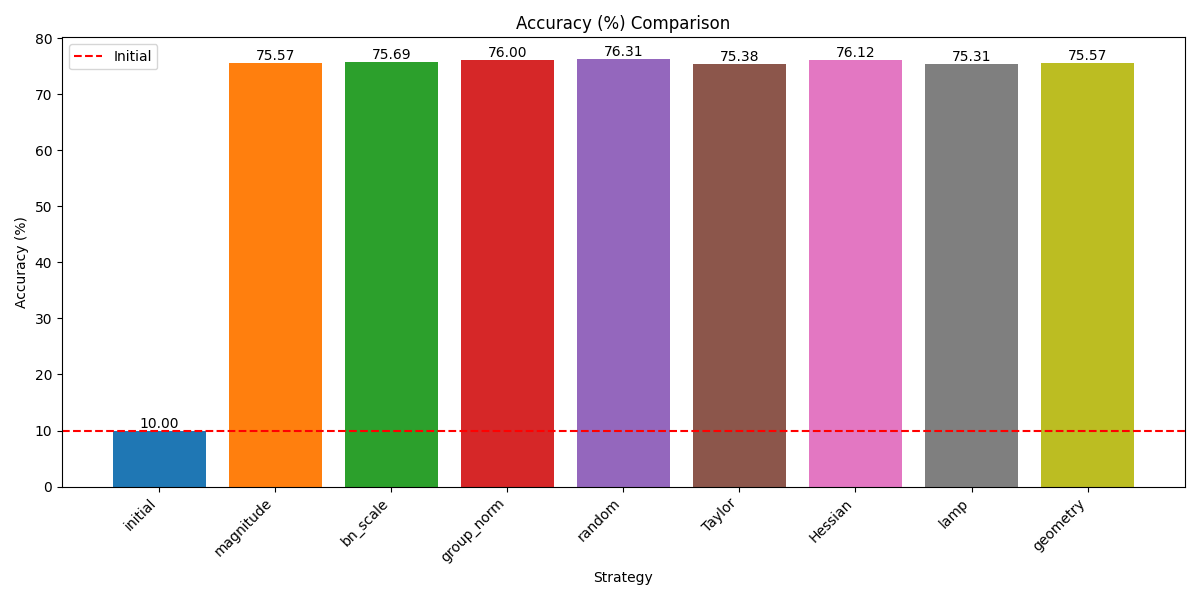 Accuracy (%) Comparison
Initial
Accuracy (%)
80
70
60
50
40
30
20
10
0
10.00
75.57
75.69
76.00
76.31
75.38
76.12
75.31
75.57
initial
magnitude
bn_scale
group_norm
random
Taylor
Hessian
lamp
geometry
Strategy